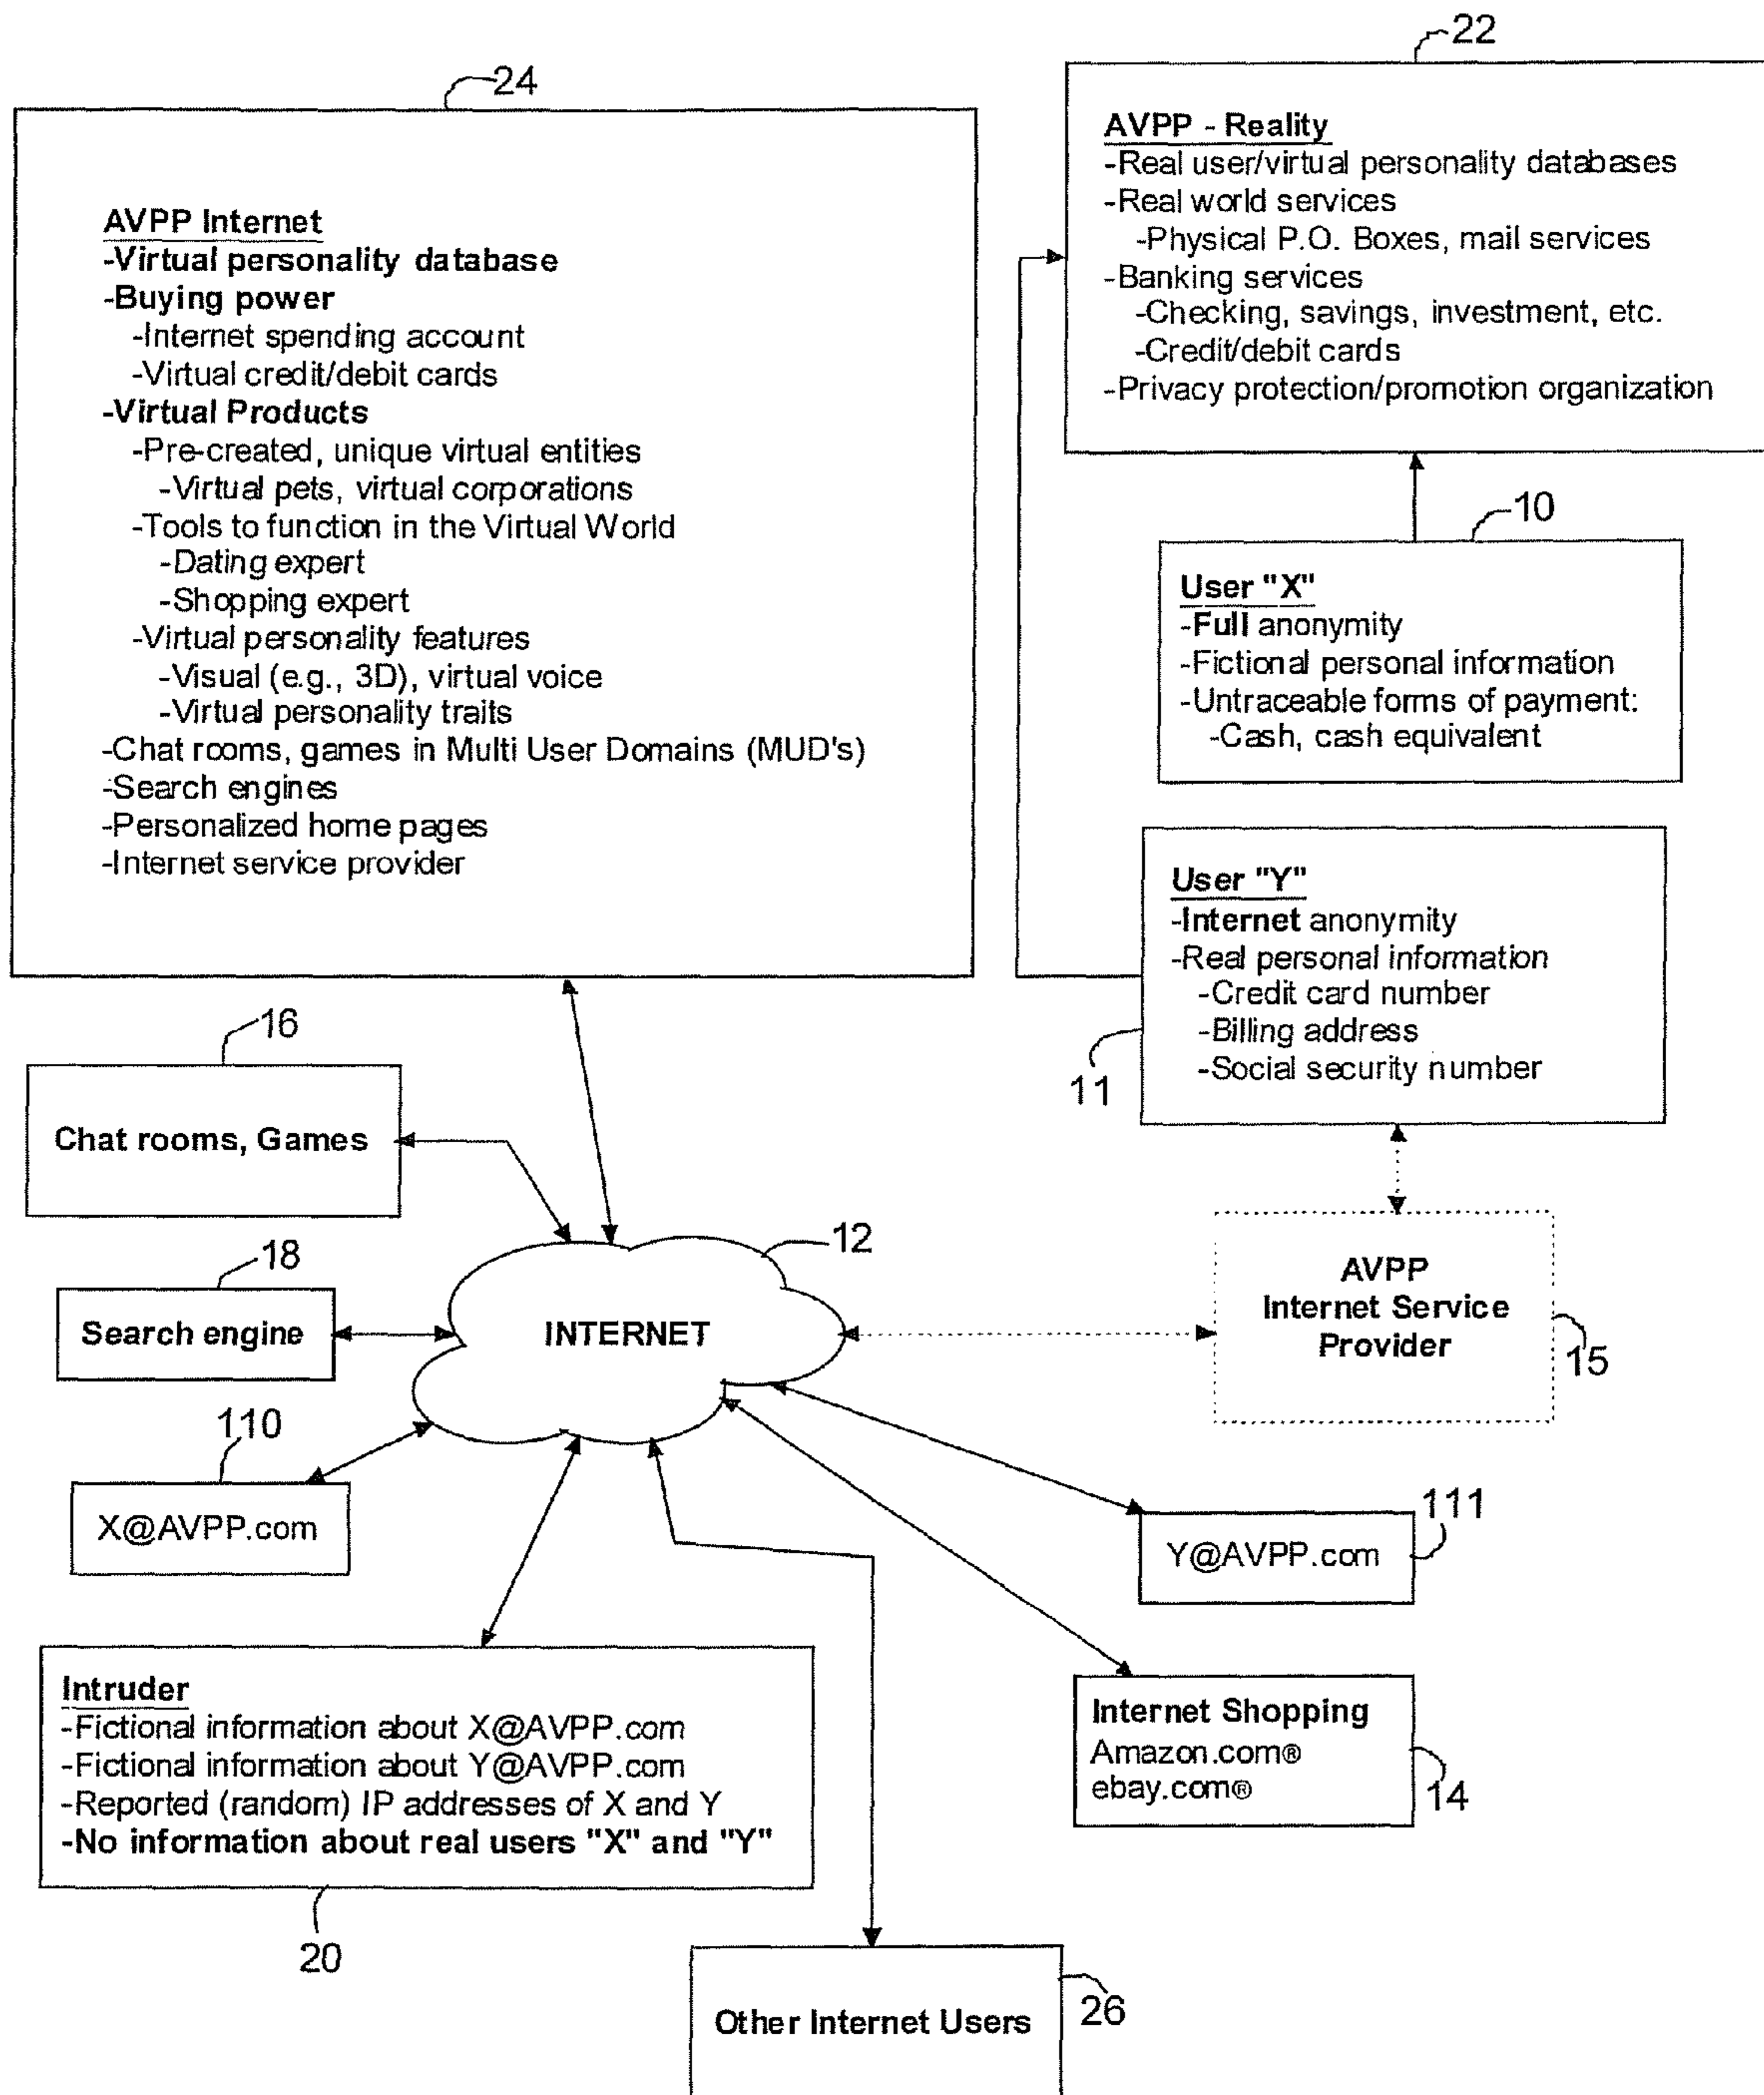 24
AVPP Internet
-Virtual personality database
-Buying power
-Internet spending account
-Virtual credit/debit cards
-Virtual Products
-Pre-created, unique virtual entities
-Virtual pets, virtual corporations
-Tools to function in the Virtual World
-Dating expert
-Shopping expert
-Virtual personality features
-Visual (e.g., 3D), virtual voice
-Virtual personality traits
-Chat rooms, games in Multi User Domains (MUD's)
-Search engines
-Personalized home pages
-Internet service provider
22
AVPP - Reality
-Real user/virtual personality databases
-Real world services
-Physical P.O. Boxes, mail services
-Banking services
-Checking, savings, investment, etc.
-Credit/debit cards
-Privacy protection/promotion organization
10
User "X"
-Full anonymity
-Fictional personal information
-Untraceable forms of payment:
-Cash, cash equivalent
User "Y"
-Internet anonymity
-Real personal information
-Credit card number
-Billing address
-Social security number
11
16
Chat rooms, Games
18
Search engine
12
INTERNET
AVPP
Internet Service
Provider
15
110
X@AVPP.com
111
Y@AVPP.com
Intruder
-Fictional information about X@AVPP.com
-Fictional information about Y@AVPP.com
-Reported (random) IP addresses of X and Y
-No information about real users "X" and "Y"
20
Internet Shopping
Amazon.com®
ebay.com®
14
Other Internet Users
26